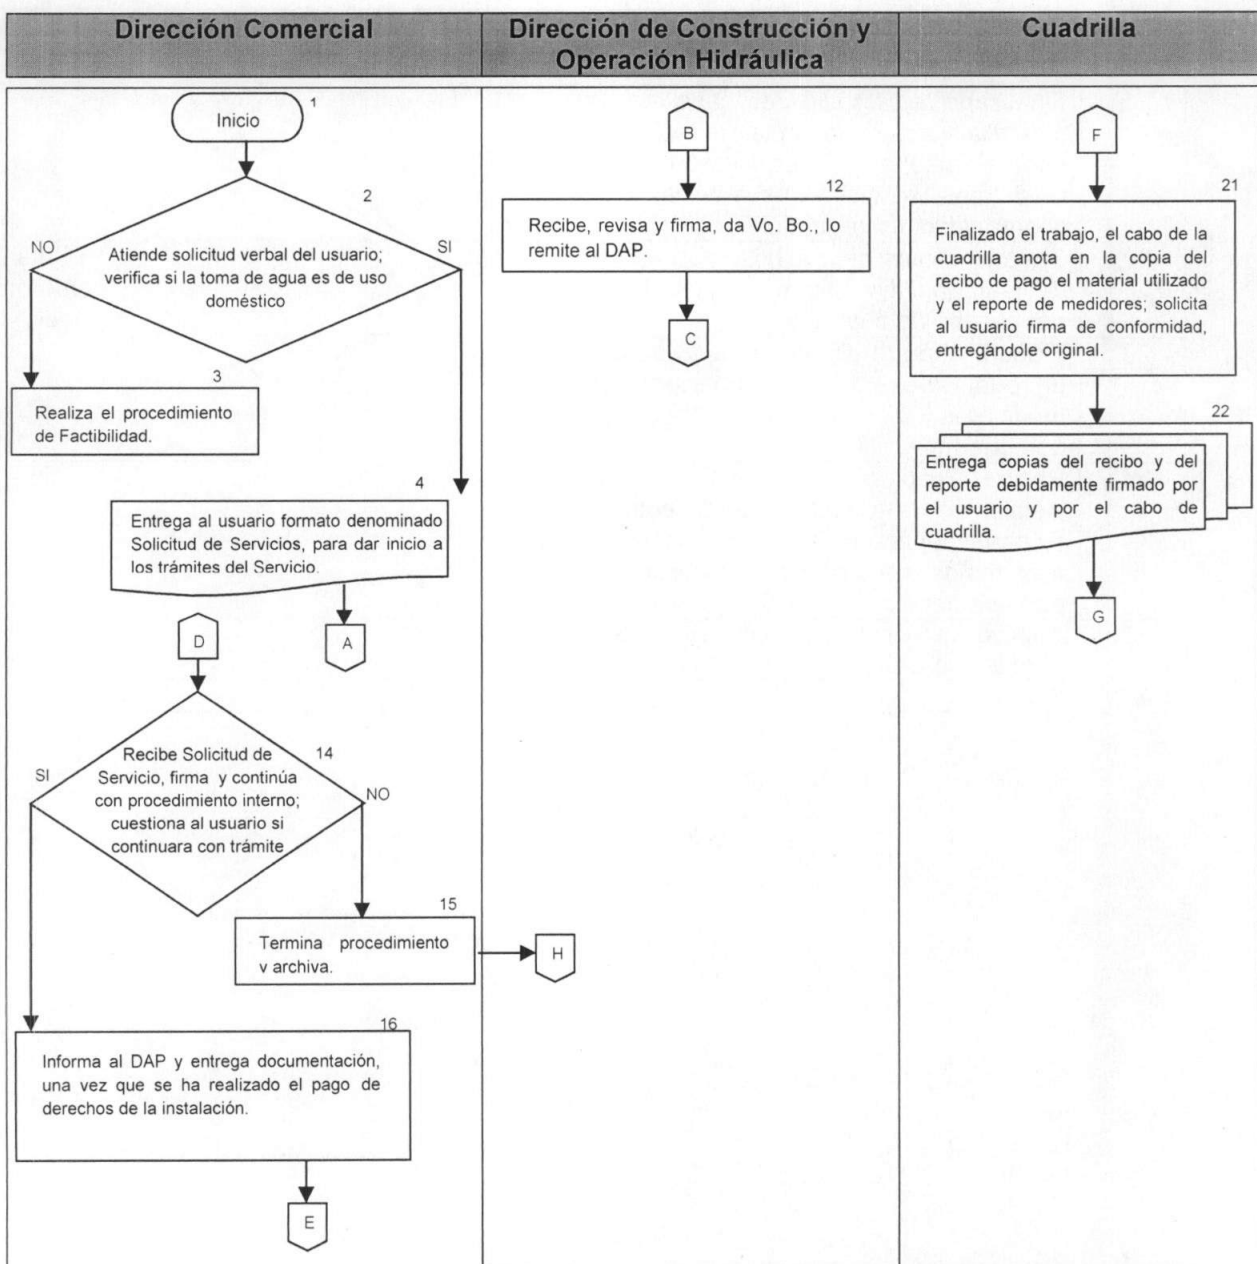 Dirección Comercial
Dirección de Construcción y
Operación Hidráulica
Cuadrilla
1
Inicio
2
NO
SI
Atiende solicitud verbal del usuario;
verifica si la toma de agua es de uso
doméstico
3
Realiza el procedimiento
de Factibilidad.
4
Entrega al usuario formato denominado
Solicitud de Servicios, para dar inicio a
los trámites del Servicio.
A
D
14
SI
NO
Recibe Solicitud de
Servicio, firma y continúa
con procedimiento interno;
cuestiona al usuario si
continuara con trámite
15
Termina procedimiento
y archiva.
H
16
Informa al DAP y entrega documentación,
una vez que se ha realizado el pago de
derechos de la instalación.
E
B
12
Recibe, revisa y firma, da Vo. Bo., lo
remite al DAP.
C
F
21
Finalizado el trabajo, el cabo de la
cuadrilla anota en la copia del
recibo de pago el material utilizado
y el reporte de medidores; solicita
al usuario firma de conformidad,
entregándole original.
22
Entrega copias del recibo y del
reporte debidamente firmado por
el usuario y por el cabo de
cuadrilla.
G